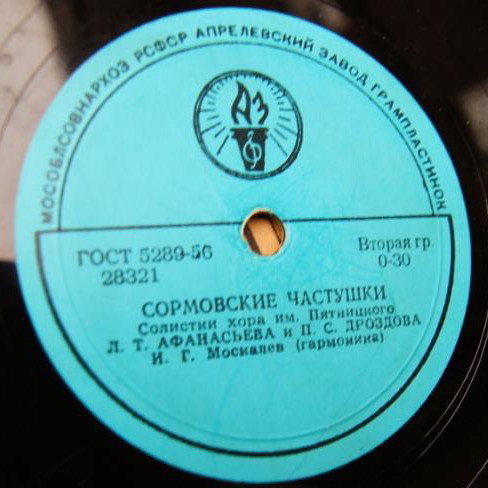 МОСОБЛСОВНАРХОЗ РСФСР АПРЕЛЕВСКИЙ ЗАВОД ГРАМПЛАСТИНОК
АЗ
ГОСТ 5289-56
28321
Вторая гр.
0-30
СОРМОВСКИЕ ЧАСТУШКИ
Солистки хора им. Пятницкого
Л. Т. АФАНАСЬЕВА и П. С. ДРОЗДОВА
И. Г. Москалев (гармоника)